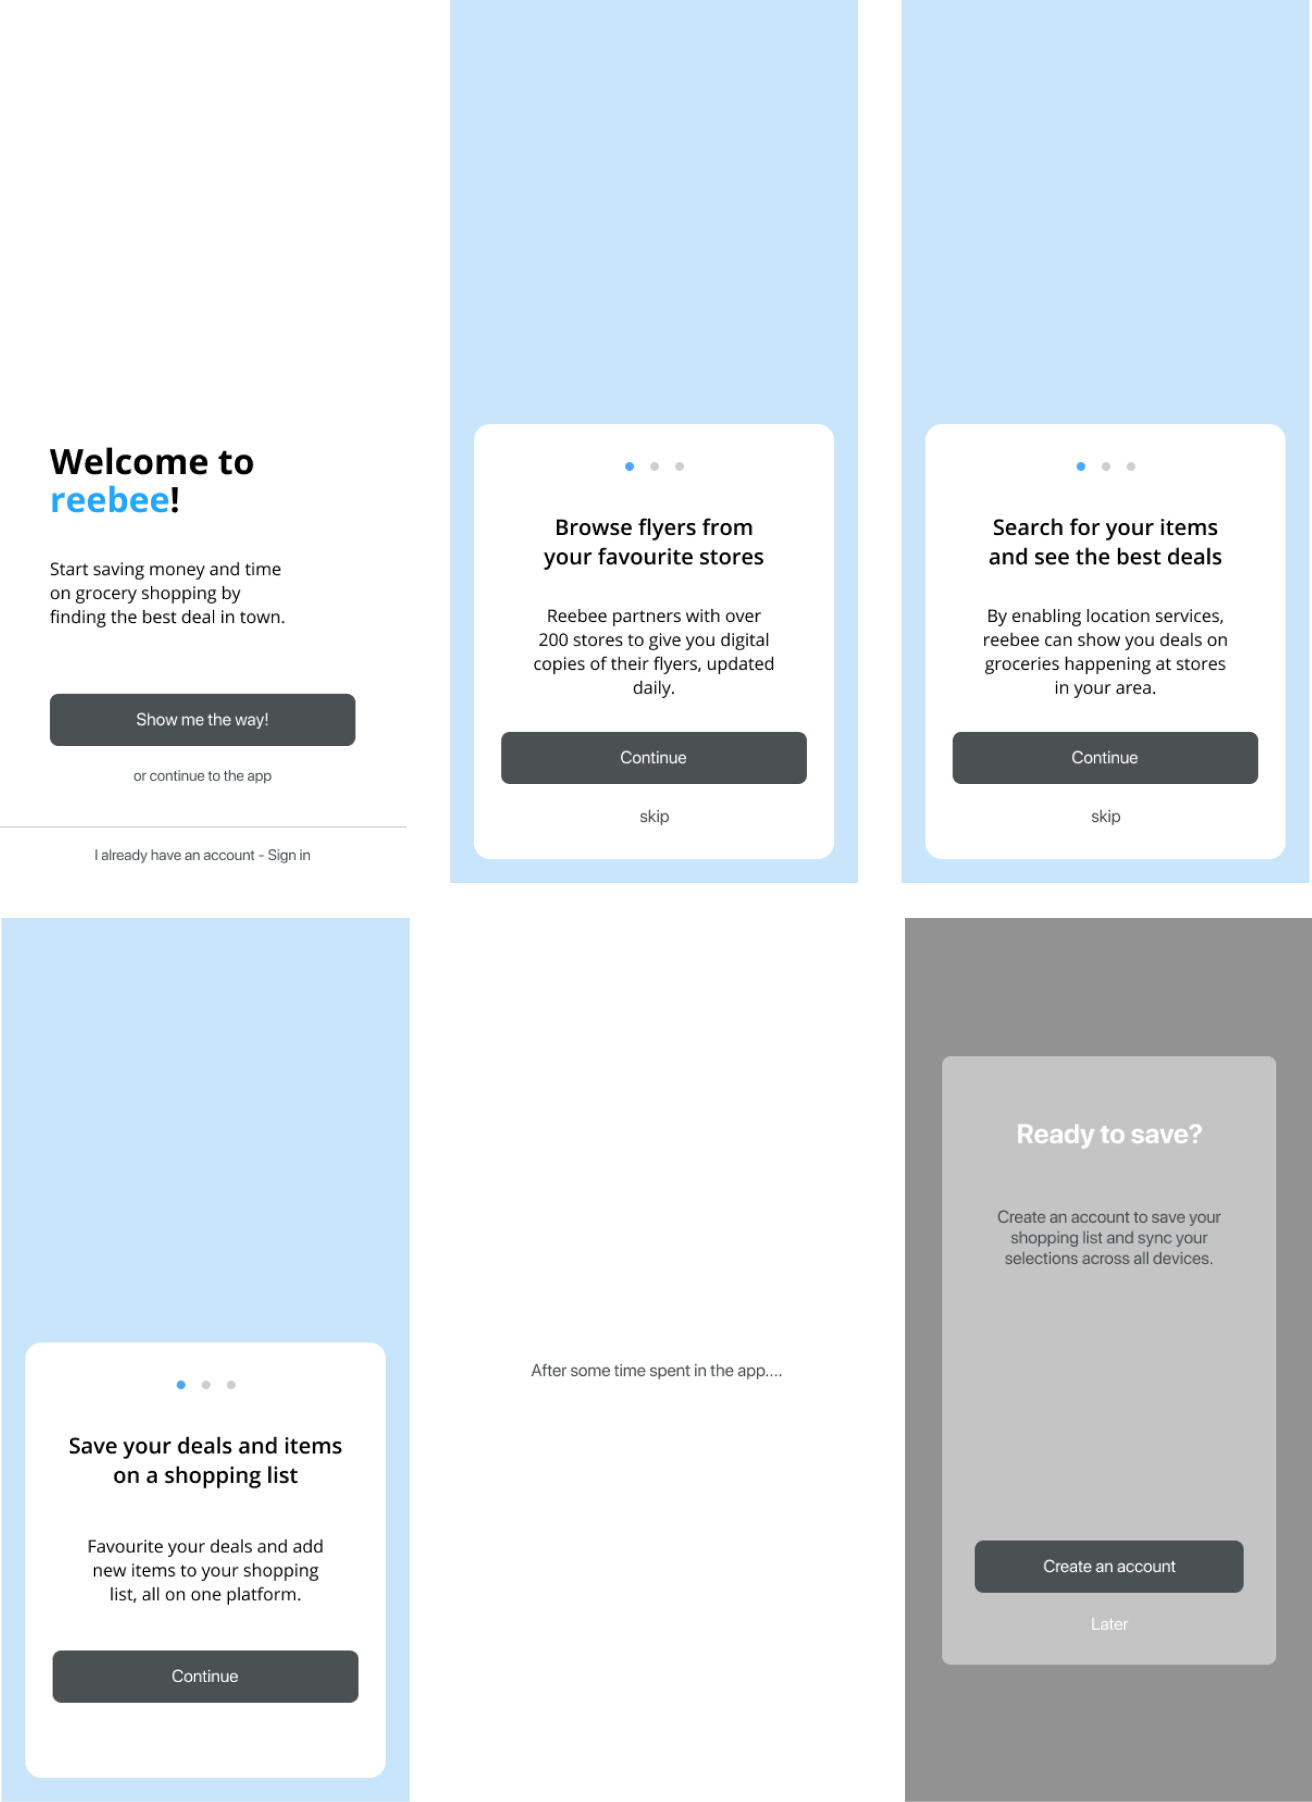 Welcome to
reebee!
Start saving money and time
on grocery shopping by
finding the best deal in town.
Show me the way!
or continue to the app
I already have an account - Sign in
Browse flyers from
your favourite stores
Reebee partners with over
200 stores to give you digital
copies of their flyers, updated
daily.
Continue
skip
Search for your items
and see the best deals
By enabling location services,
reebee can show you deals on
groceries happening at stores
in your area.
Continue
skip
Save your deals and items
on a shopping list
Favourite your deals and add
new items to your shopping
list, all on one platform.
Continue
After some time spent in the app....
Ready to save?
Create an account to save your
shopping list and sync your
selections across all devices.
Create an account
Later